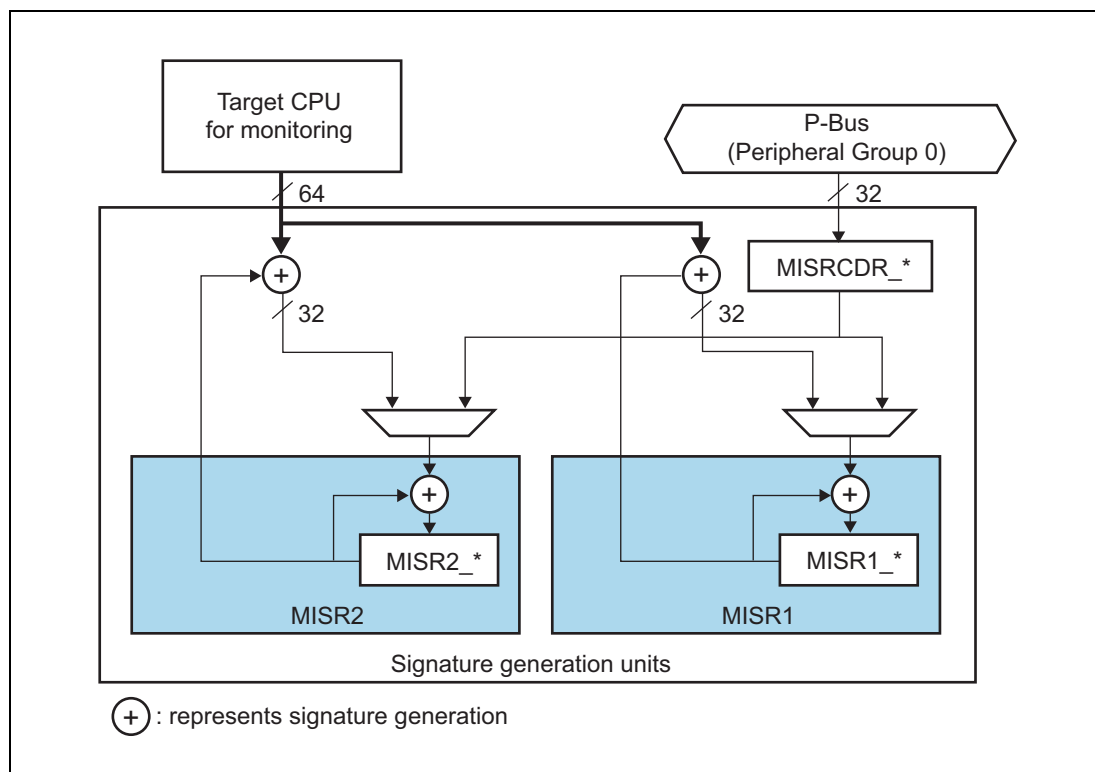 Target CPU
for monitoring
P-Bus
(Peripheral Group 0)
64
32
MISRCDR_*
+
+
32
32
+
+
MISR2_*
MISR1_*
MISR2
MISR1
Signature generation units
+ : represents signature generation